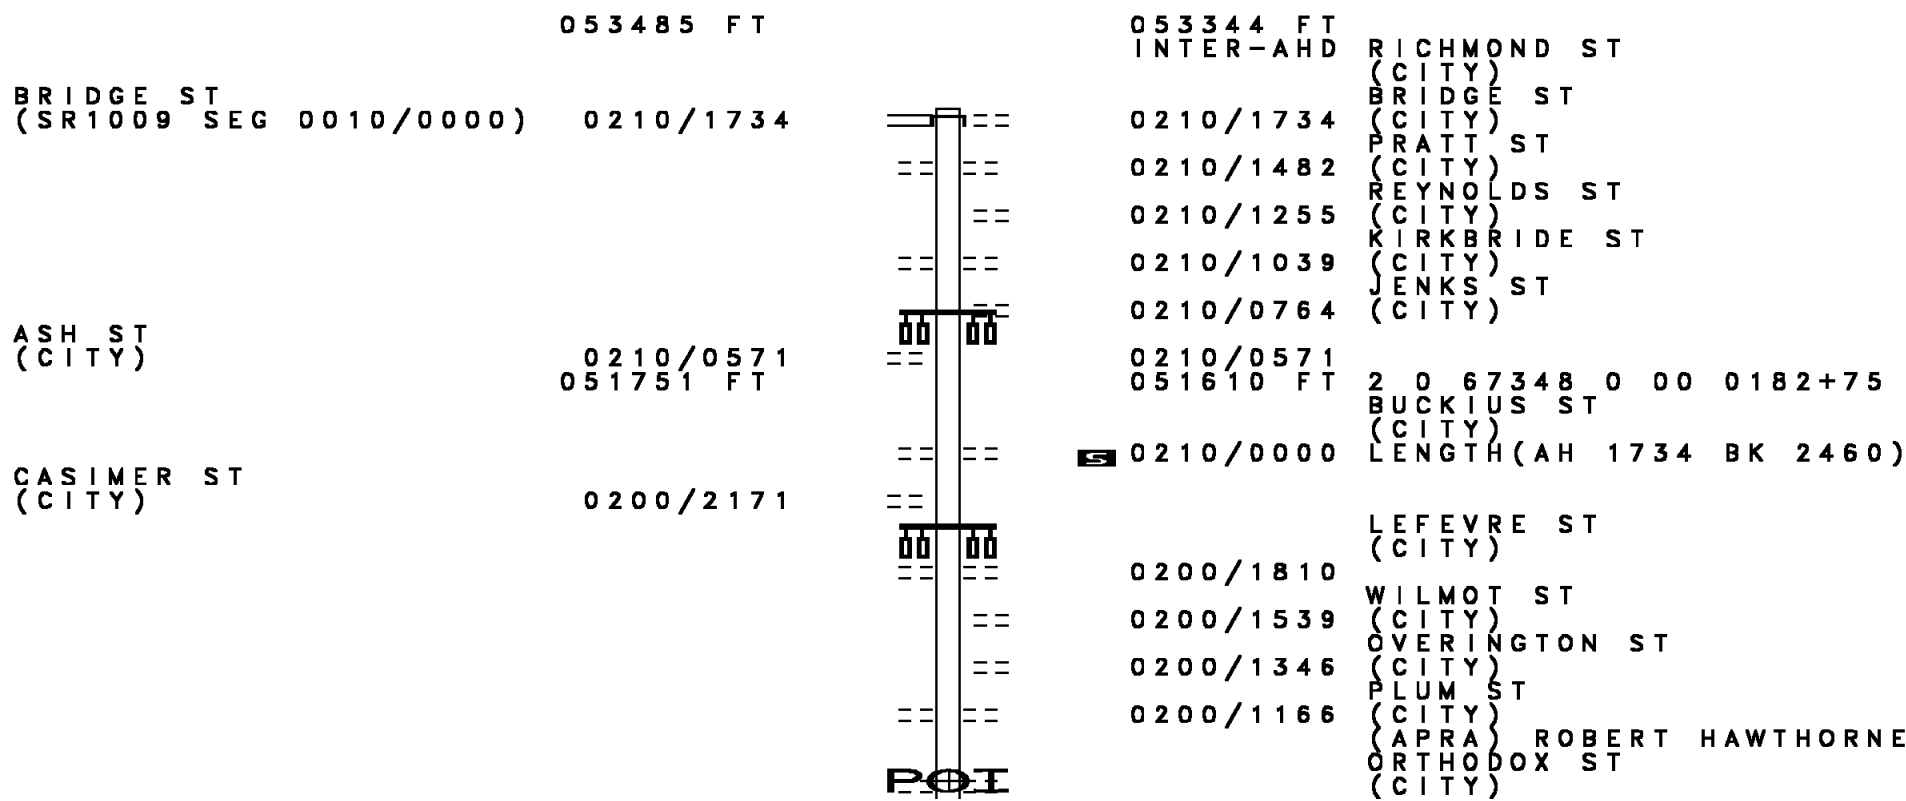 053485 FT 053344 FT
INTER-AHD RICHMOND ST
(CITY)
BRIDGE ST BRIDGE ST
(SR1009 SEG 0010/0000) 0210/1734 0210/1734 (CITY)
PRATT ST
0210/1482 (CITY)
REYNOLDS ST
0210/1255 (CITY)
KIRKBRIDE ST
0210/1039 (CITY)
JENKS ST
0210/0764 (CITY)
ASH ST
(CITY) 0210/0571 0210/0571
051751 FT 051610 FT 2 0 67348 0 00 0182+75
BUCKIUS ST
(CITY)
S 0210/0000 LENGTH(AH 1734 BK 2460)
CASIMER ST
(CITY) 0200/2171
LEFEVRE ST
(CITY)
0200/1810
WILMOT ST
0200/1539 (CITY)
OVERINGTON ST
0200/1346 (CITY)
PLUM ST
0200/1166 (CITY)
(APRA) ROBERT HAWTHORNE
ORTHODOX ST
POI (CITY)